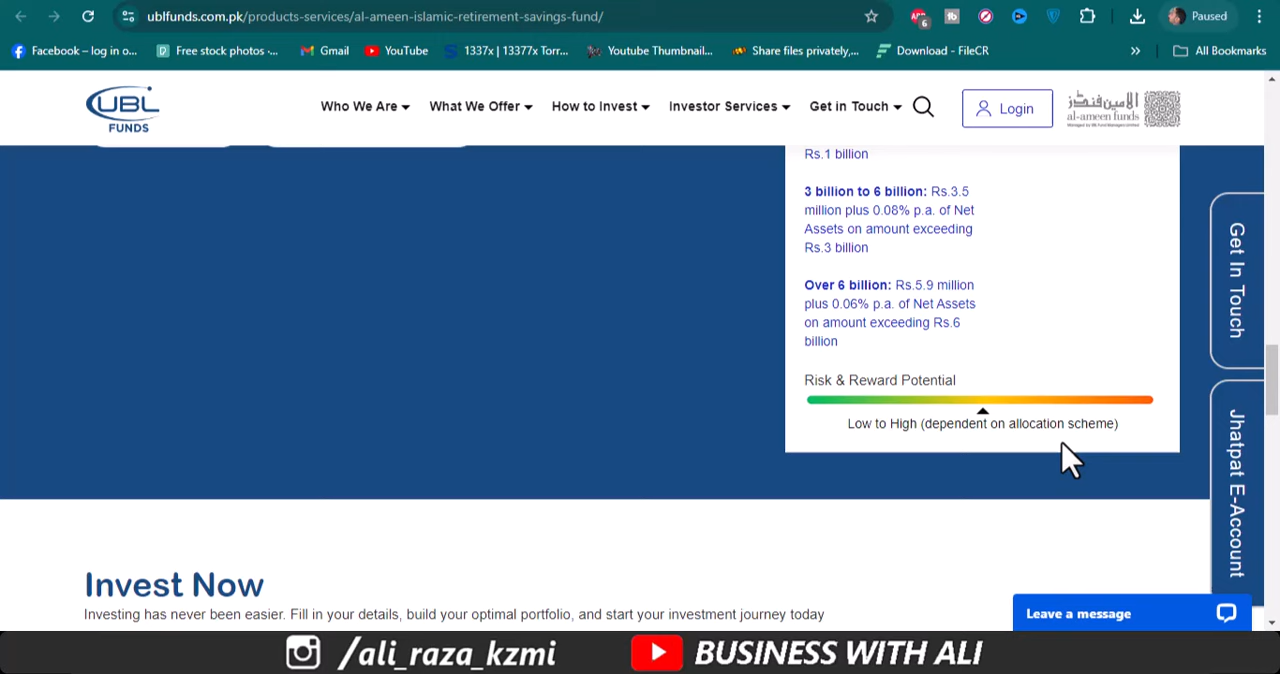 ublfunds.com.pk/products-services/al-ameen-islamic-retirement-savings-fund/
6
Paused
Facebook – log in o...
Free stock photos -...
Gmail
YouTube
1337x | 13377x Torr...
Youtube Thumbnail...
Share files privately,...
Download - FileCR
»
All Bookmarks
UBL
FUNDS
Who We Are
What We Offer
How to Invest
Investor Services
Get in Touch
Login
الامین فنڈز
al-ameen funds
Rs.1 billion
3 billion to 6 billion: Rs.3.5
million plus 0.08% p.a. of Net
Assets on amount exceeding
Rs.3 billion
Over 6 billion: Rs.5.9 million
plus 0.06% p.a. of Net Assets
on amount exceeding Rs.6
billion
Risk & Reward Potential
Low to High (dependent on allocation scheme)
Get In Touch
Jhatpat E-Account
Invest Now
Investing has never been easier. Fill in your details, build your optimal portfolio, and start your investment journey today
Leave a message
/ali_raza_kzmi
BUSINESS WITH ALI